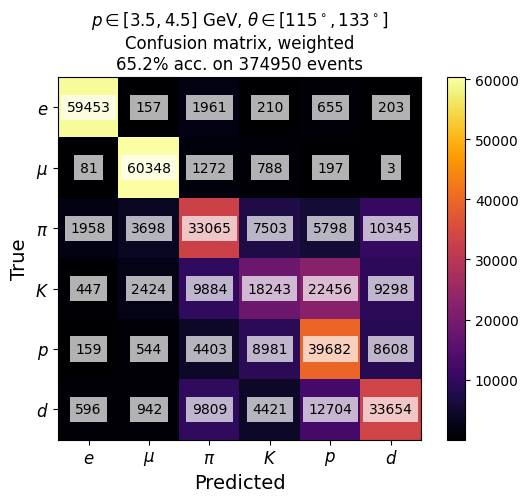 p ∈ [3.5, 4.5] GeV, θ ∈ [115°, 133°]
Confusion matrix, weighted
65.2% acc. on 374950 events
True
e 59453 157 1961 210 655 203
μ 81 60348 1272 788 197 3
π 1958 3698 33065 7503 5798 10345
K 447 2424 9884 18243 22456 9298
p 159 544 4403 8981 39682 8608
d 596 942 9809 4421 12704 33654
e μ π K p d
Predicted
60000
50000
40000
30000
20000
10000